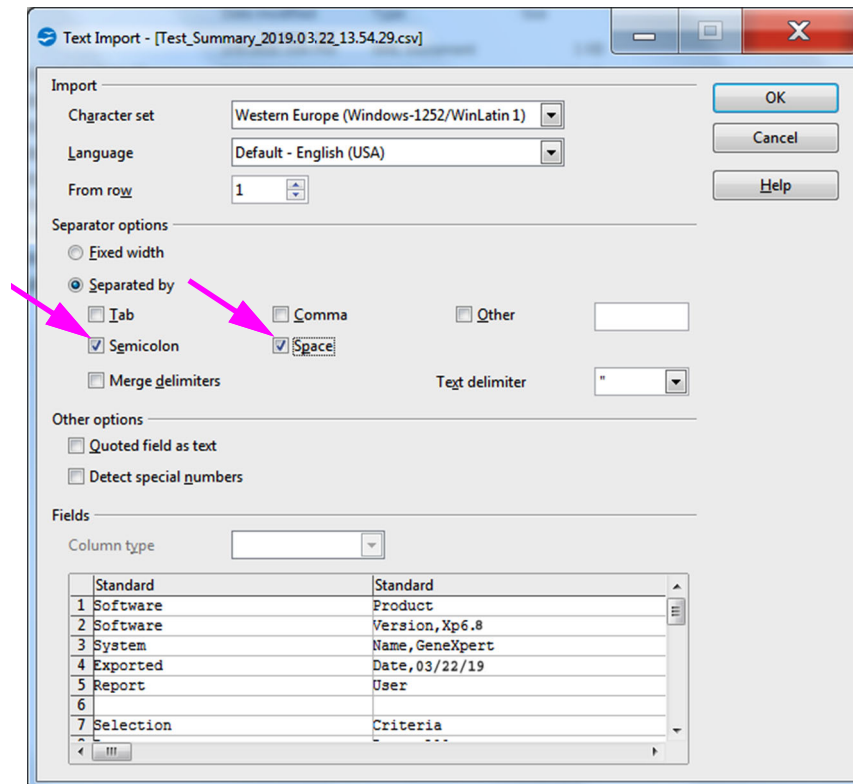 Text Import - [Test_Summary_2019.03.22_13.54.29.csv]
X
Import
OK
Character set
Western Europe (Windows-1252/WinLatin 1)
Cancel
Language
Default - English (USA)
From row
1
Help
Separator options
Fixed width
Separated by
Tab
Comma
Other
Semicolon
Space
Merge delimiters
Text delimiter
"
Other options
Quoted field as text
Detect special numbers
Fields
Column type
Standard Standard
1 Software Product
2 Software Version,Xp6.8
3 System Name,GeneXpert
4 Exported Date,03/22/19
5 Report User
6
7 Selection Criteria